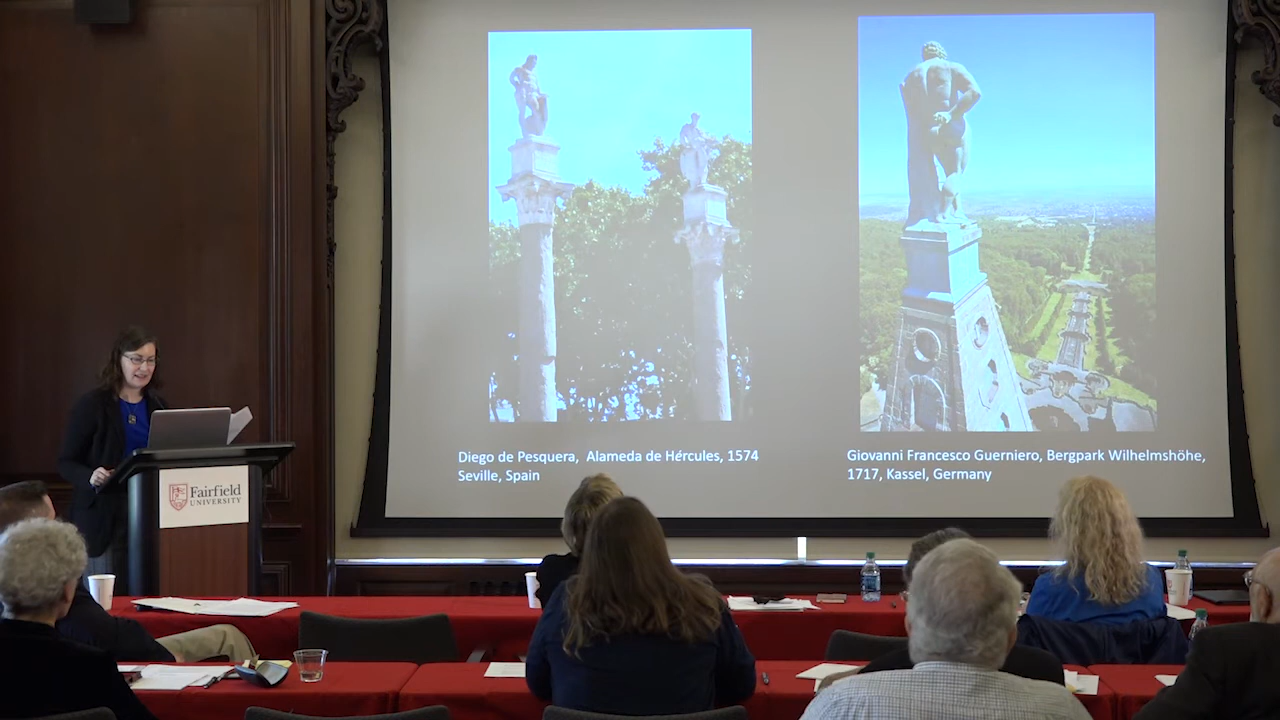 Diego de Pesquera, Alameda de Hércules, 1574
Seville, Spain
Giovanni Francesco Guerniero, Bergpark Wilhelmshöhe,
1717, Kassel, Germany
Fairfield
UNIVERSITY